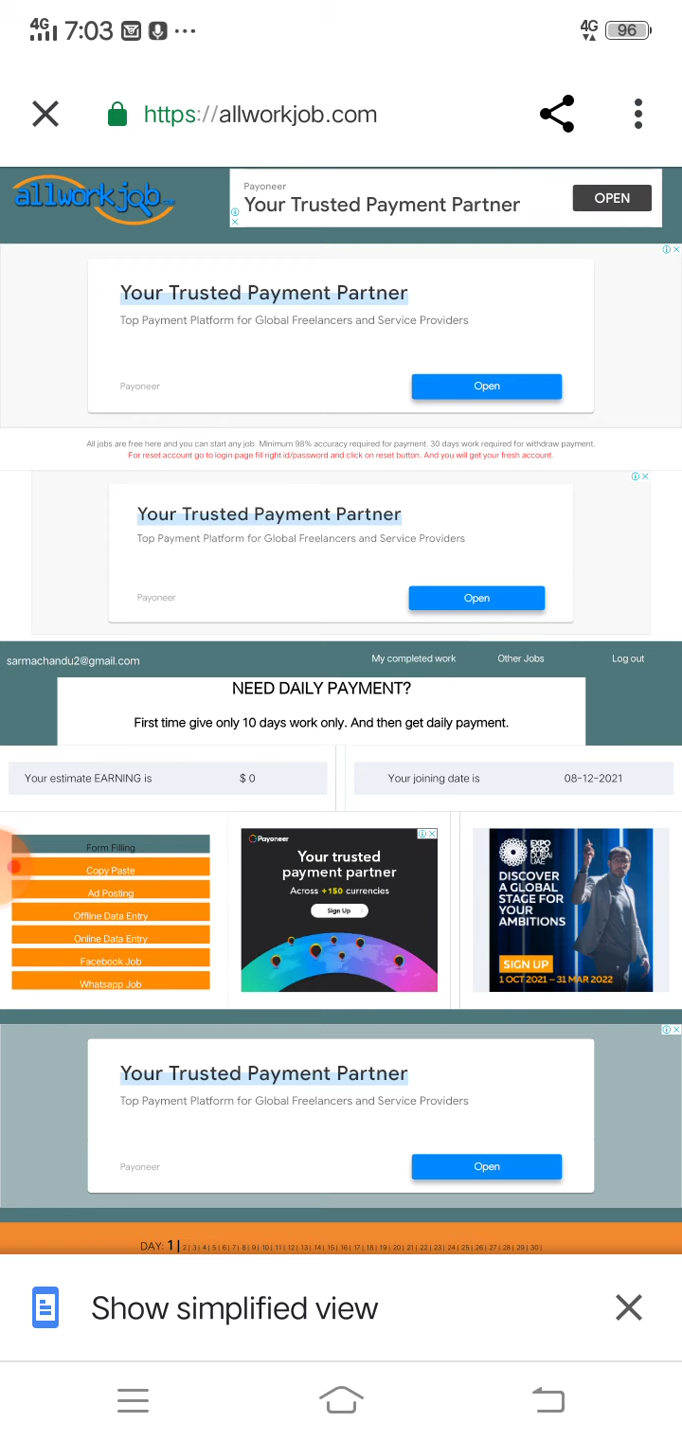 4G 7:03 4G 96
https://allworkjob.com
allworkjob
Payoneer
Your Trusted Payment Partner
OPEN
Your Trusted Payment Partner
Top Payment Platform for Global Freelancers and Service Providers
Payoneer
Open
All jobs are free here and you can start any job. Minimum 98% accuracy required for payment. 30 days work required for withdraw payment.
For reset account go to login page fill right id/password and click on reset button. And you will get your fresh account.
Your Trusted Payment Partner
Top Payment Platform for Global Freelancers and Service Providers
Payoneer
Open
sarmachandu2@gmail.com My completed work Other Jobs Log out
NEED DAILY PAYMENT?
First time give only 10 days work only. And then get daily payment.
Your estimate EARNING is $ 0 Your joining date is 08-12-2021
Form Filling
Copy Paste
Ad Posting
Offline Data Entry
Online Data Entry
Facebook Job
Whatsapp Job
Payoneer
Your trusted
payment partner
Across +150 currencies
Sign Up
EXPO
2020
DUBAI
UAE
DISCOVER
A GLOBAL
STAGE FOR
YOUR
AMBITIONS
SIGN UP
1 OCT 2021 – 31 MAR 2022
Your Trusted Payment Partner
Top Payment Platform for Global Freelancers and Service Providers
Payoneer
Open
DAY: 1 | 2 | 3 | 4 | 5 | 6 | 7 | 8 | 9 | 10 | 11 | 12 | 13 | 14 | 15 | 16 | 17 | 18 | 19 | 20 | 21 | 22 | 23 | 24 | 25 | 26 | 27 | 28 | 29 | 30 |
Show simplified view